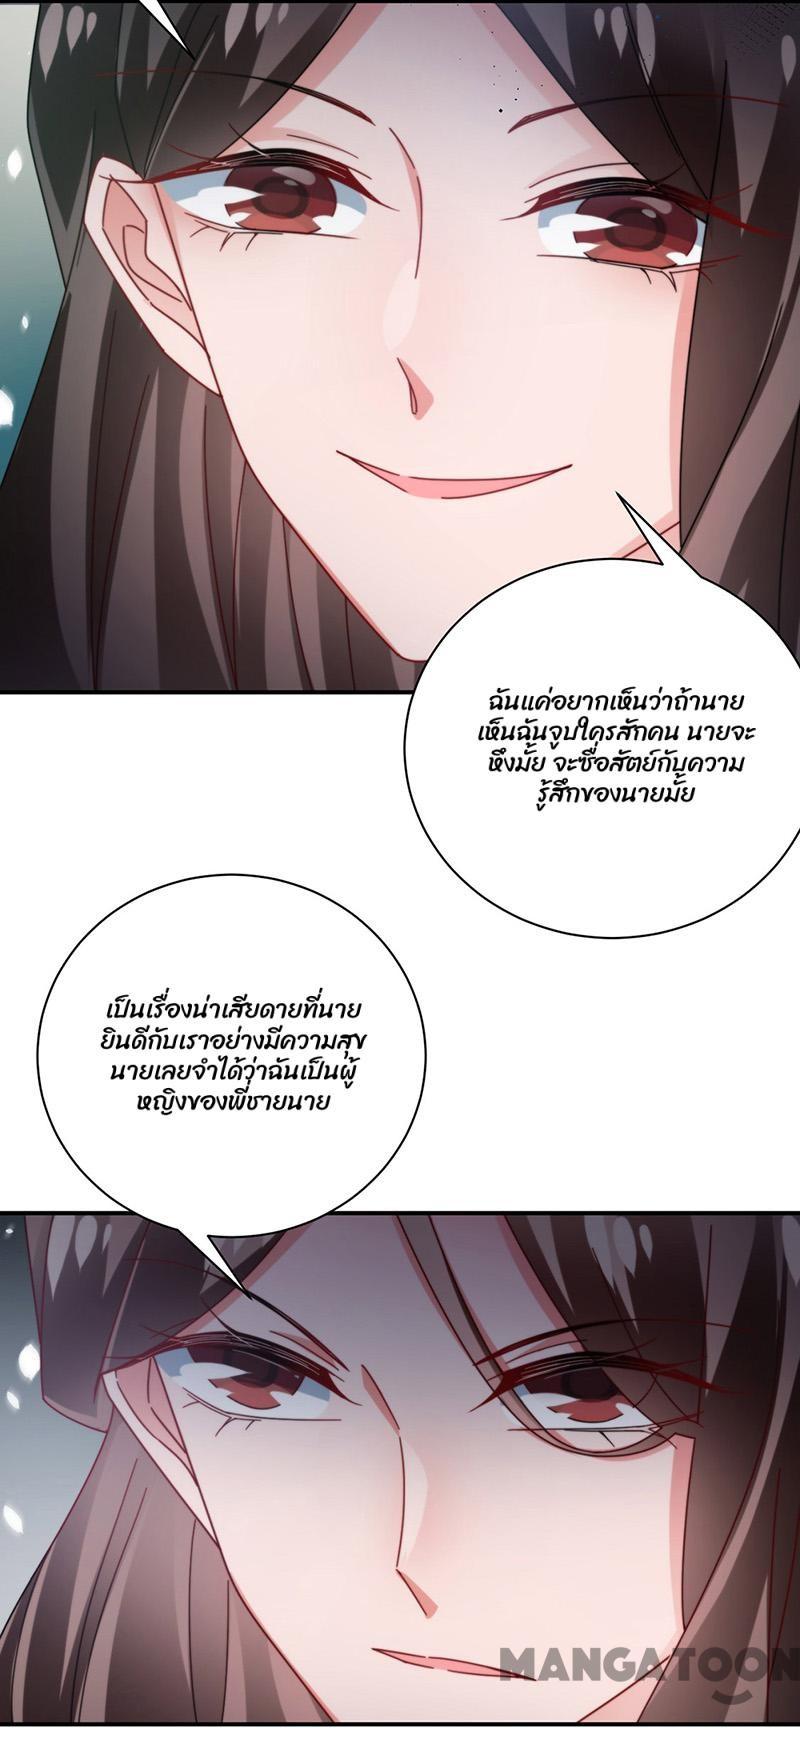 ฉันแค่อยากเห็นว่าถ้านาย
เห็นฉันจูบใครสักคน นายจะ
หึงมั้ย จะซื่อสัตย์กับความ
รู้สึกของนายมั้ย
เป็นเรื่องน่าเสียดายที่นาย
ยินดีกับเราอย่างมีความสุข
นายเลยจำได้ว่าฉันเป็นผู้
หญิงของพี่ชายนาย
MANGATOON